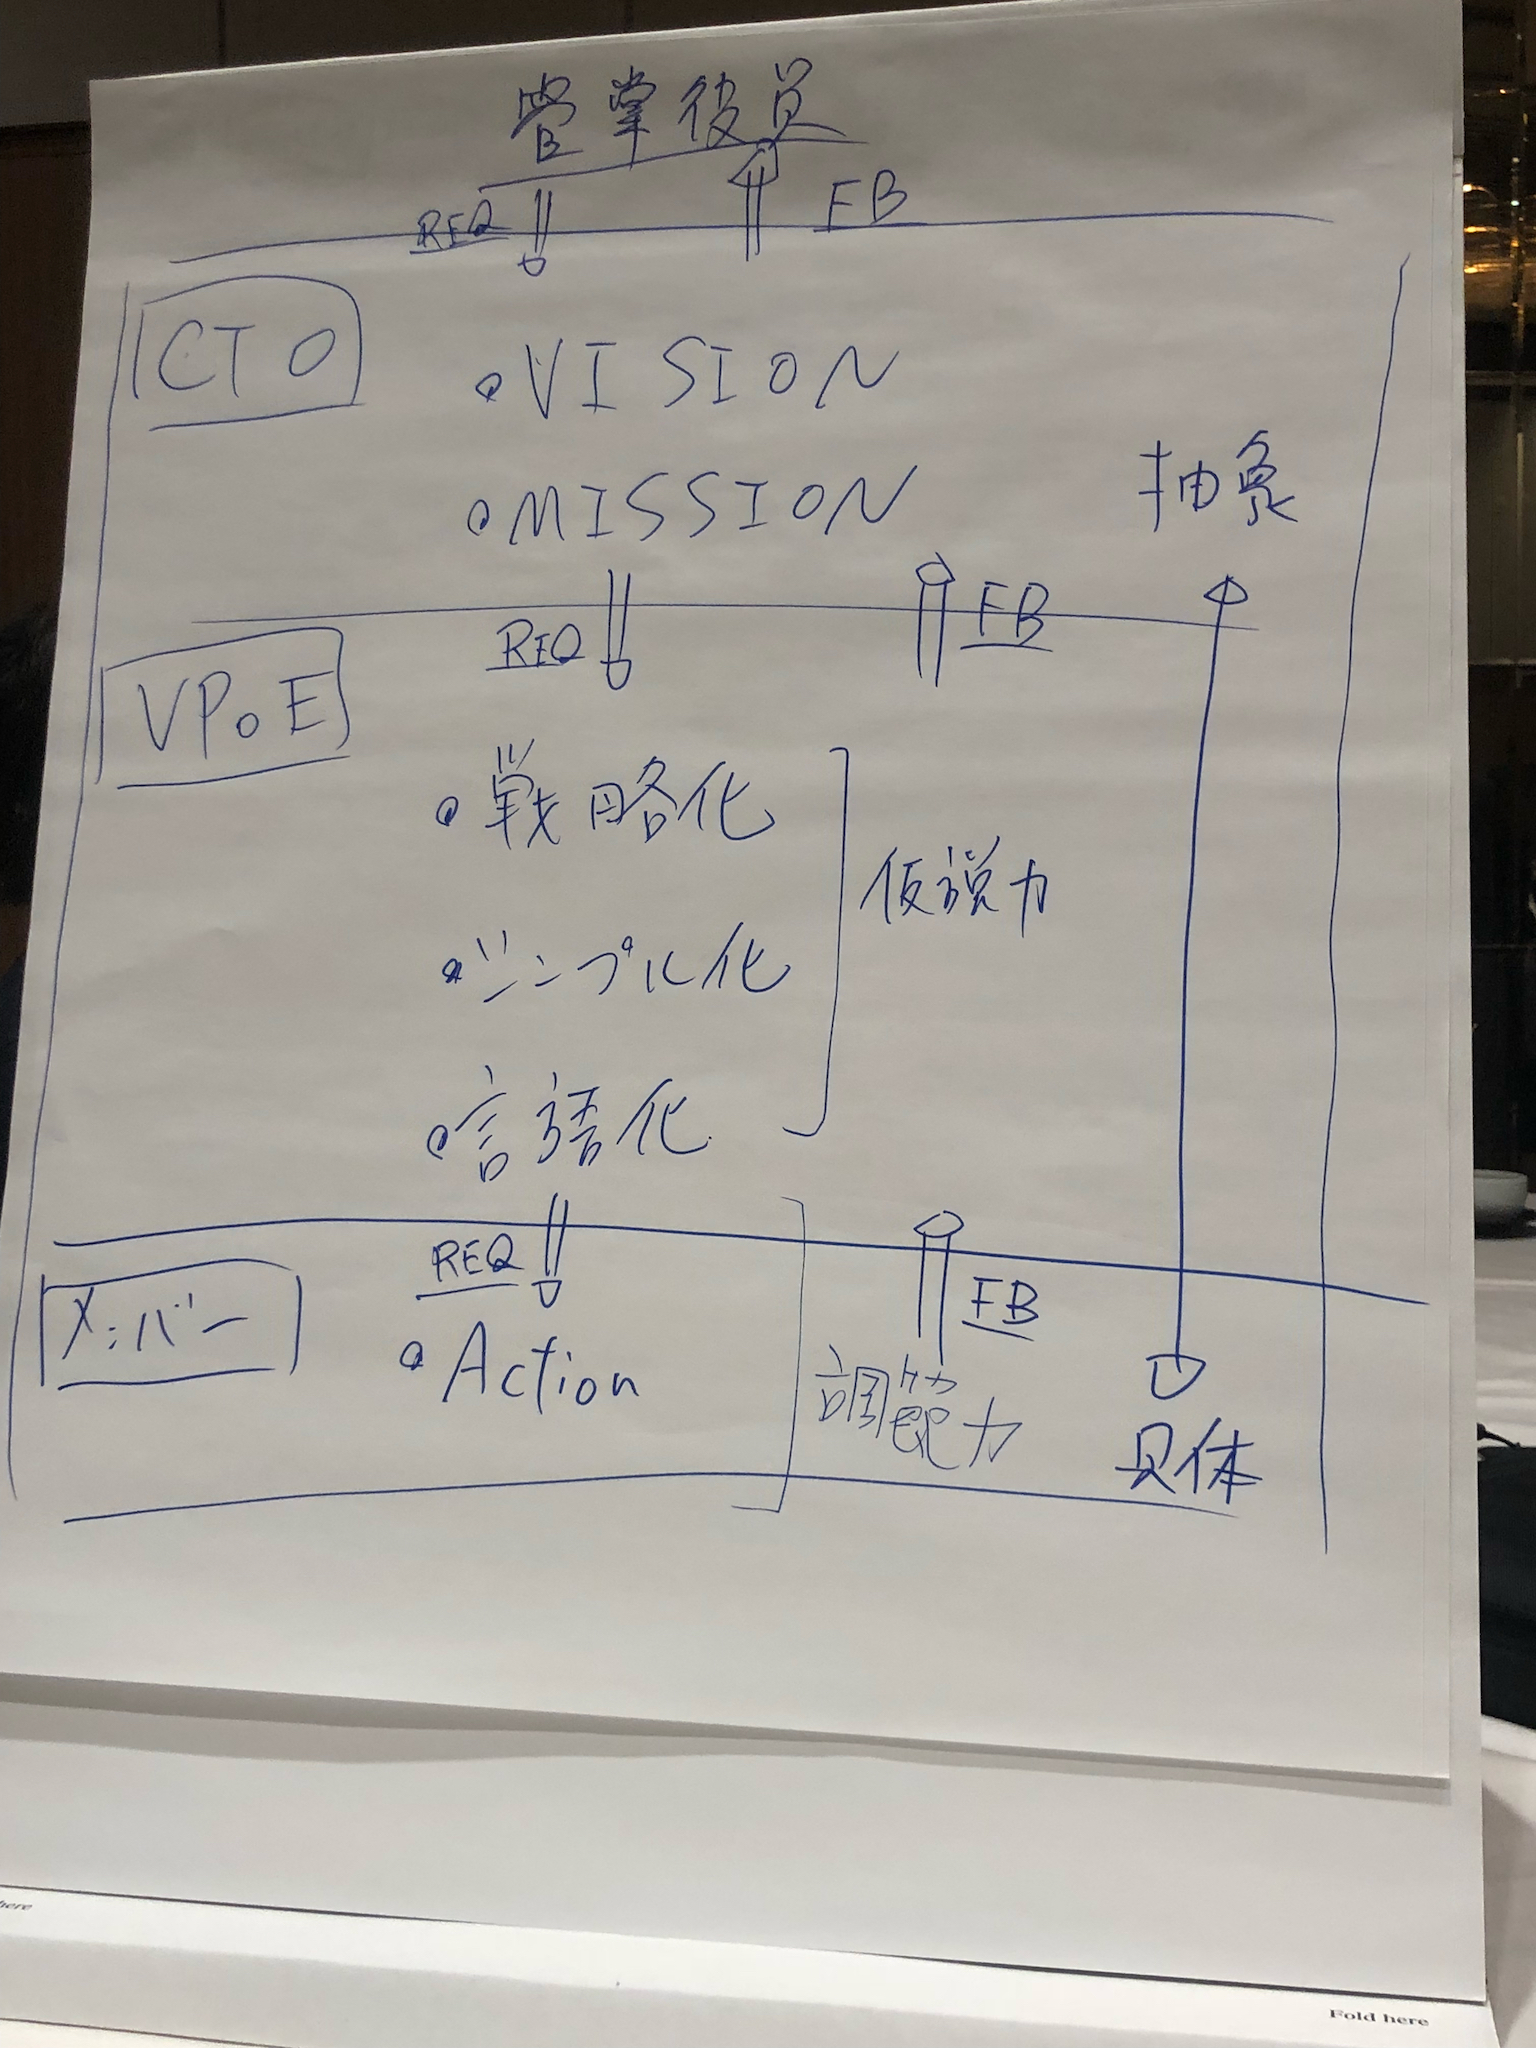 管掌役員
REQ FB
CTO
・VISION
・MISSION
抽象
REQ FB
VPoE
・戦略化
仮説力
・シンプル化
・言語化
REQ
FB
メンバー
・Action
力
具体
here
Fold here